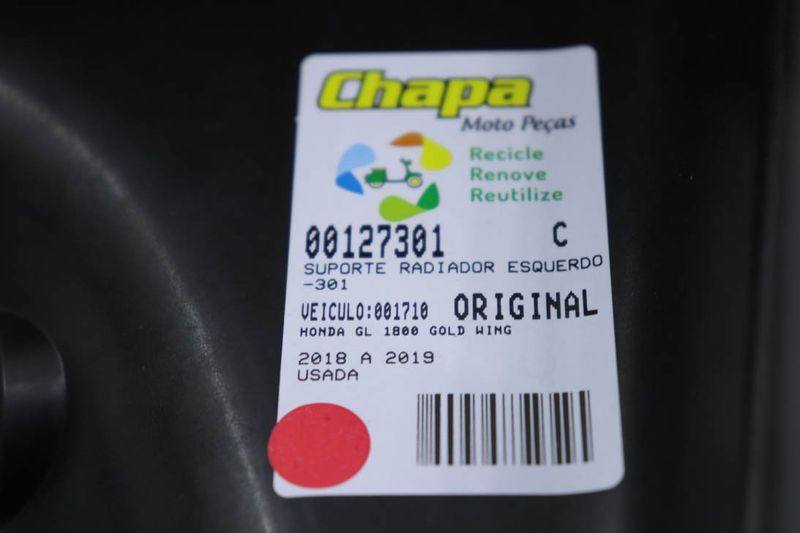 Chapa
Moto Peças
Recicle
Renove
Reutilize
00127301 C
SUPORTE RADIADOR ESQUERDO
-301
VEICULO:001710 ORIGINAL
HONDA GL 1800 GOLD WING
2018 A 2019
USADA